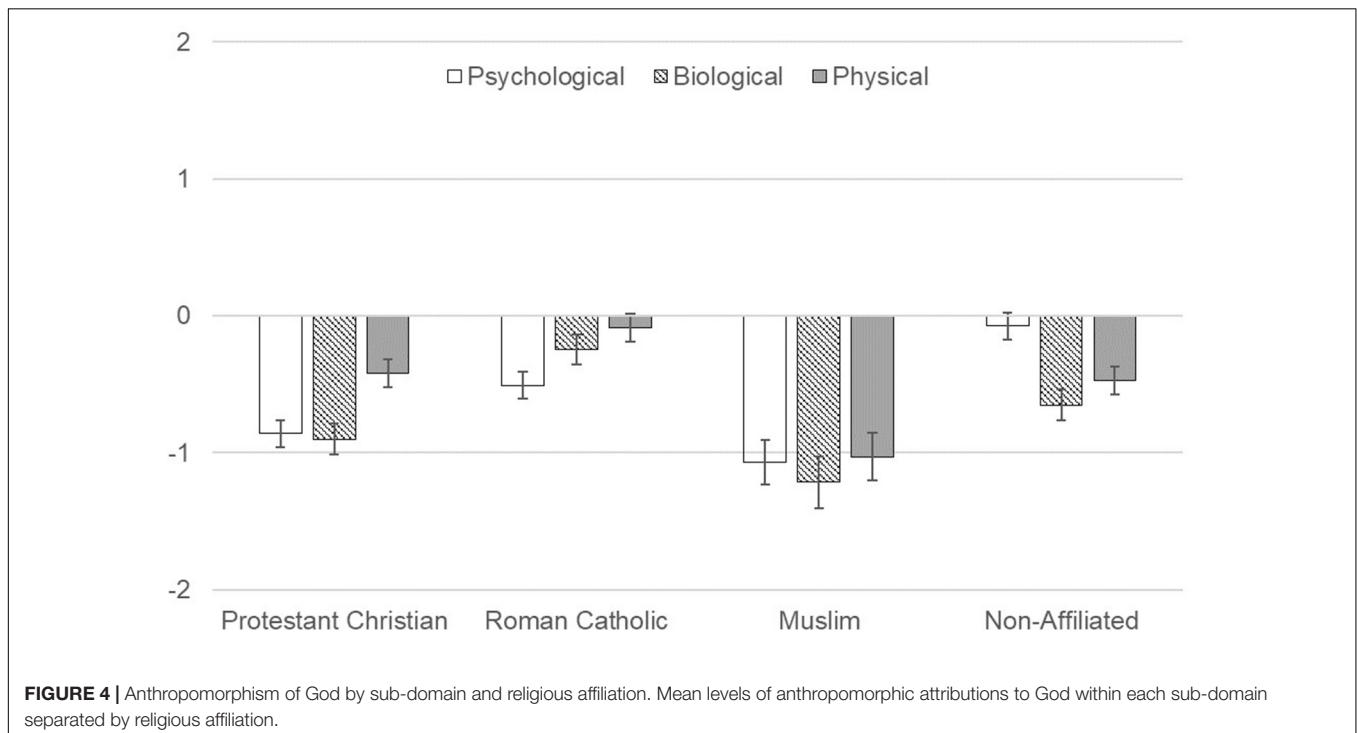 2
Psychological Biological Physical
1
0
-1
-2
Protestant Christian Roman Catholic Muslim Non-Affiliated
FIGURE 4 | Anthropomorphism of God by sub-domain and religious affiliation. Mean levels of anthropomorphic attributions to God within each sub-domain
separated by religious affiliation.